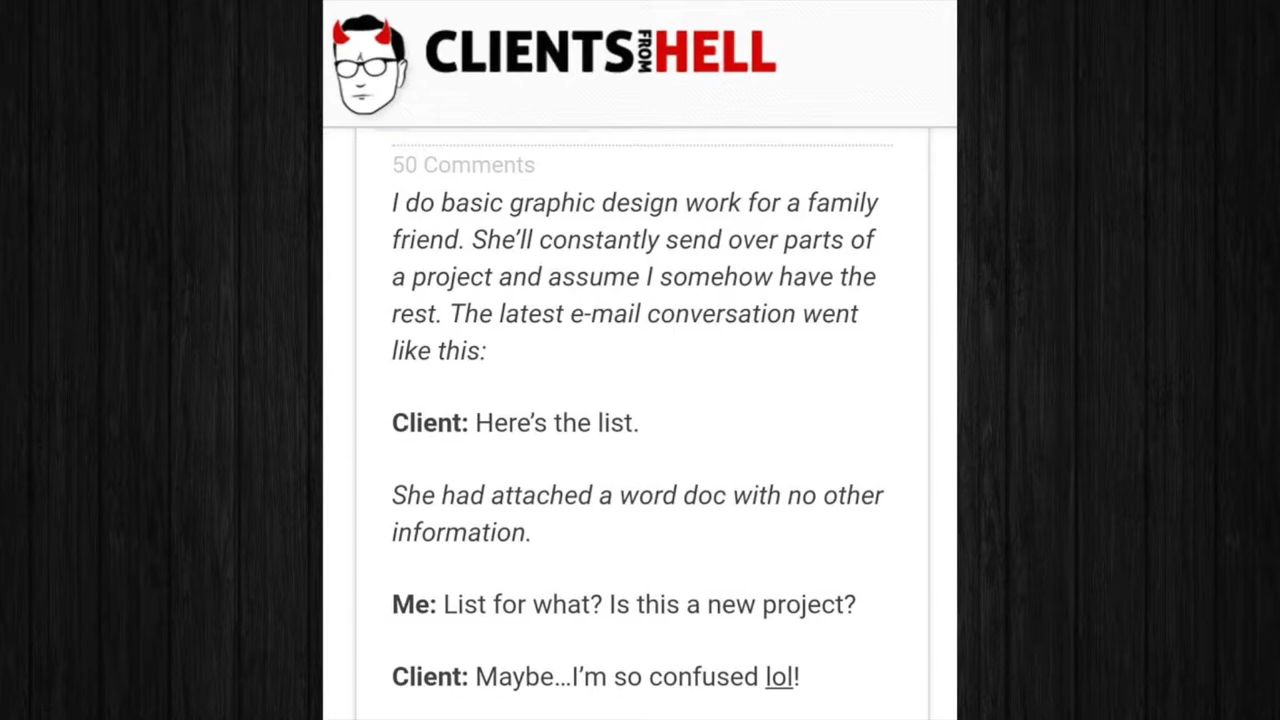 CLIENTS FROM HELL
50 Comments
I do basic graphic design work for a family
friend. She’ll constantly send over parts of
a project and assume I somehow have the
rest. The latest e-mail conversation went
like this:
Client: Here’s the list.
She had attached a word doc with no other
information.
Me: List for what? Is this a new project?
Client: Maybe…I’m so confused lol!